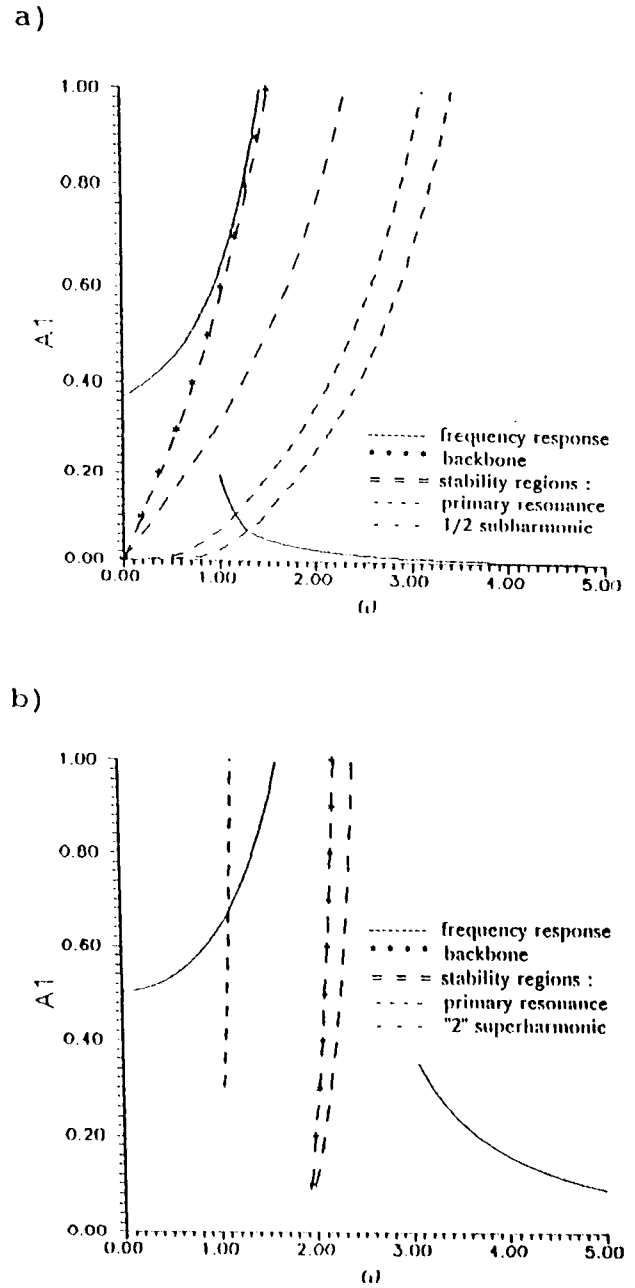 a)
1.00
0.80
0.60
0.40
0.20
0.00
A1
frequency response
* * * * backbone
= = = stability regions :
- - - - primary resonance
- - - 1/2 subharmonic
0.00 1.00 2.00 3.00 4.00 5.00
ω
b)
1.00
0.80
0.60
0.40
0.20
0.00
A1
frequency response
* * * * backbone
= = = stability regions :
- - - - primary resonance
- - - "2" superharmonic
0.00 1.00 2.00 3.00 4.00 5.00
ω